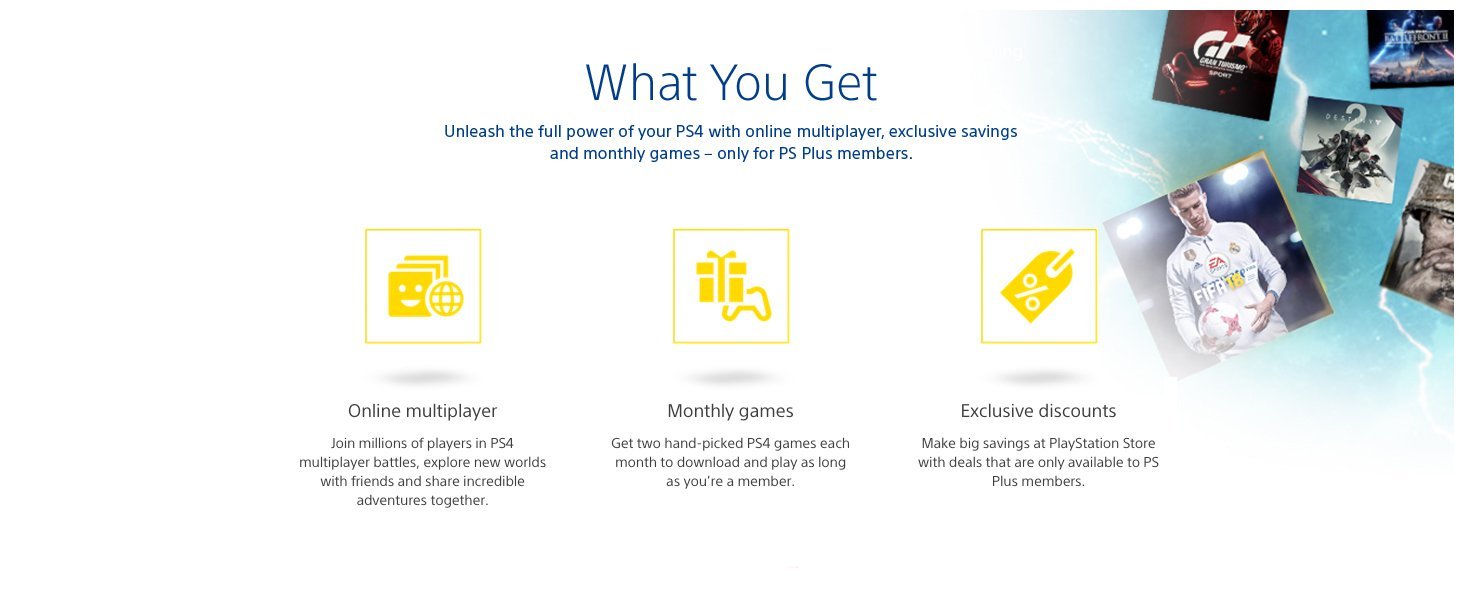 What You Get
Unleash the full power of your PS4 with online multiplayer, exclusive savings
and monthly games – only for PS Plus members.
GT
GRAN TURISMO
SPORT
BATTLEFRONT II
2
DESTINY
EA
SPORTS
FIFA 18
Online multiplayer
Join millions of players in PS4
multiplayer battles, explore new worlds
with friends and share incredible
adventures together.
Monthly games
Get two hand-picked PS4 games each
month to download and play as long
as you’re a member.
Exclusive discounts
Make big savings at PlayStation Store
with deals that are only available to PS
Plus members.